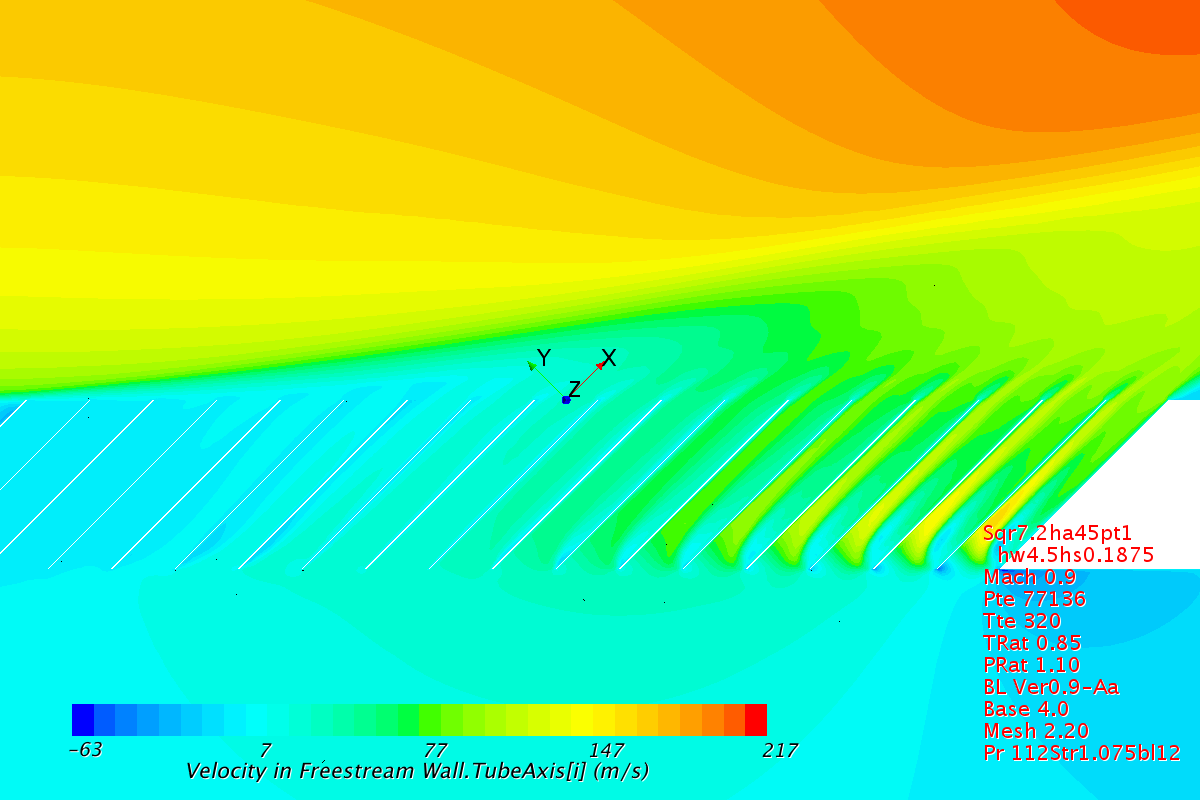 Y X
Z
Sqr7.2ha45pt1
hw4.5hs0.1875
Mach 0.9
Pte 77136
Tte 320
TRat 0.85
PRat 1.10
BL Ver0.9-Aa
Base 4.0
Mesh 2.20
Pr 112Str1.075bl12
-63 7 77 147 217
Velocity in Freestream Wall.TubeAxis[i] (m/s)